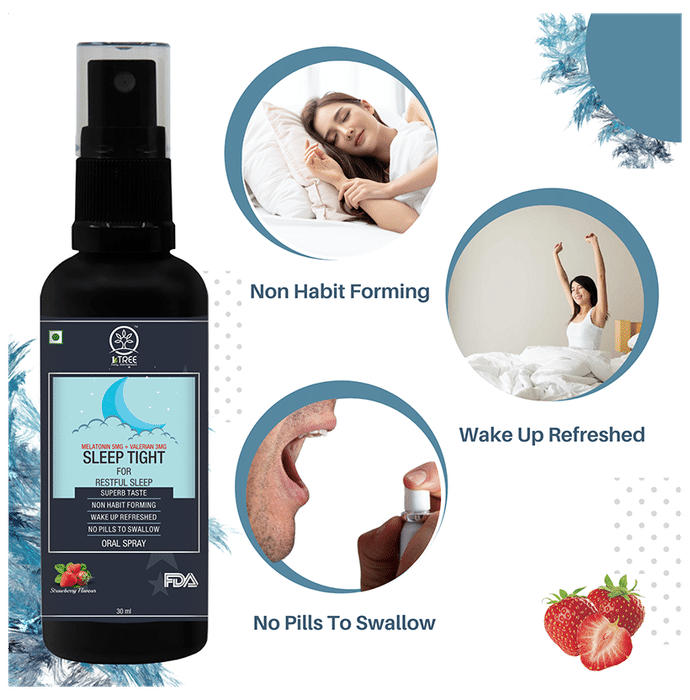 KTREE
MELATONIN 5MG + VALERIAN 3MG
SLEEP TIGHT
FOR
RESTFUL SLEEP
SUPERB TASTE
NON HABIT FORMING
WAKE UP REFRESHED
NO PILLS TO SWALLOW
ORAL SPRAY
Strawberry Flavour
FDA
30 ml
Non Habit Forming
Wake Up Refreshed
No Pills To Swallow